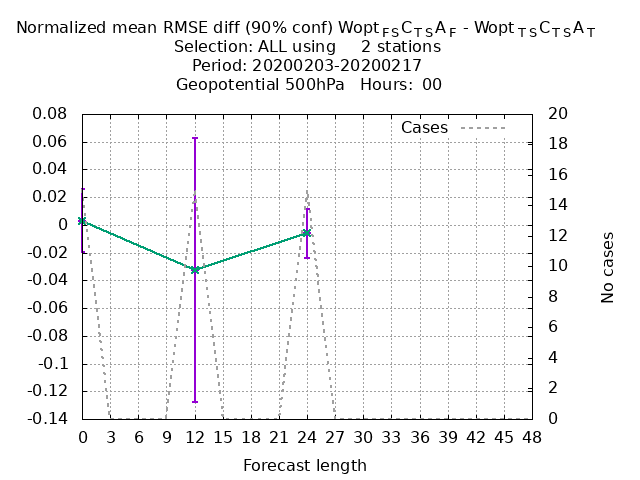 Normalized mean RMSE diff (90% conf) Wopt FS C TS A F - Wopt TS C TS A T
Selection: ALL using 2 stations
Period: 20200203-20200217
Geopotential 500hPa Hours: 00
Cases
0.08
0.06
0.04
0.02
0
-0.02
-0.04
-0.06
-0.08
-0.1
-0.12
-0.14
20
18
16
14
12
10
8
6
4
2
0
No cases
0 3 6 9 12 15 18 21 24 27 30 33 36 39 42 45 48
Forecast length